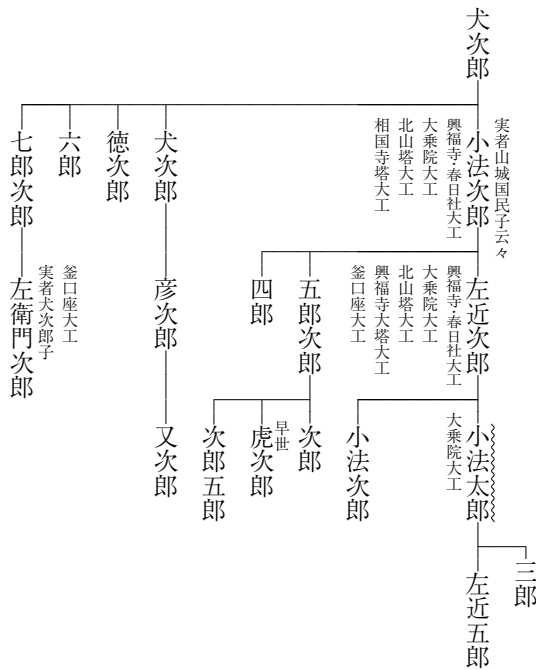 犬次郎
実者山城国民子云々
小法次郎
興福寺・春日社大工
大乗院大工
北山塔大工
相国寺塔大工
犬次郎
徳次郎
六郎
七郎次郎
左近次郎
興福寺・春日社大工
大乗院大工
北山塔大工
興福寺大塔大工
釜口座大工
五郎次郎
四郎
彦次郎
釜口座大工
実者犬次郎子
左衛門次郎
小法太郎
大乗院大工
小法次郎
次郎
早世
虎次郎
次郎五郎
又次郎
三郎
左近五郎